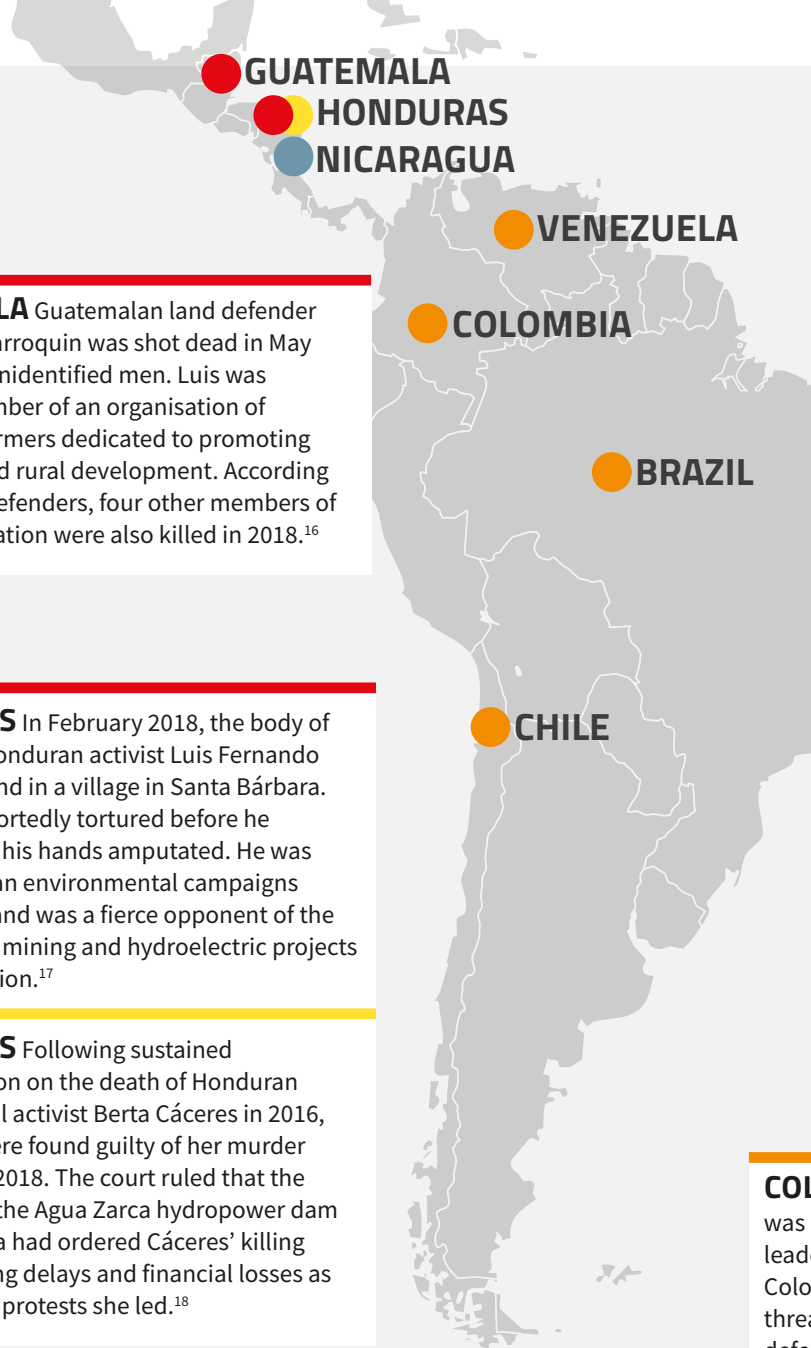 GUATEMALA
HONDURAS
NICARAGUA
VENEZUELA
COLOMBIA
BRAZIL
CHILE
LA Guatemalan land defender
arroquin was shot dead in May
nidentified men. Luis was
ber of an organisation of
rmers dedicated to promoting
d rural development. According
efenders, four other members of
ation were also killed in 2018.16
S In February 2018, the body of
onduran activist Luis Fernando
nd in a village in Santa Bárbara.
ortedly tortured before he
his hands amputated. He was
an environmental campaigns
and was a fierce opponent of the
mining and hydroelectric projects
ion.17
S Following sustained
on on the death of Honduran
l activist Berta Cáceres in 2016,
ere found guilty of her murder
2018. The court ruled that the
the Agua Zarca hydropower dam
a had ordered Cáceres’ killing
ng delays and financial losses as
protests she led.18
COL
was
lead
Colo
threa